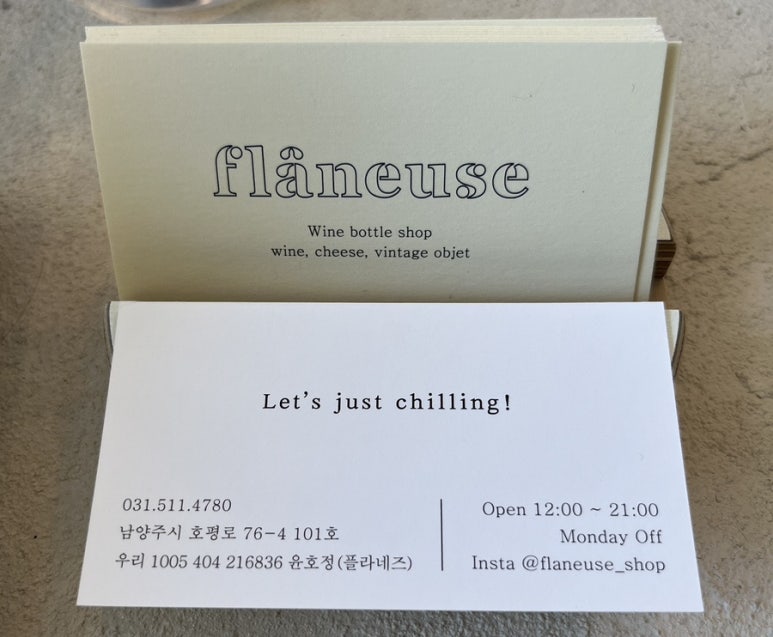 flâneuse
Wine bottle shop
wine, cheese, vintage objet
Let's just chilling!
031.511.4780
남양주시 호평로 76-4 101호
우리 1005 404 216836 윤호정(플라네즈)
Open 12:00 ~ 21:00
Monday Off
Insta @flaneuse_shop